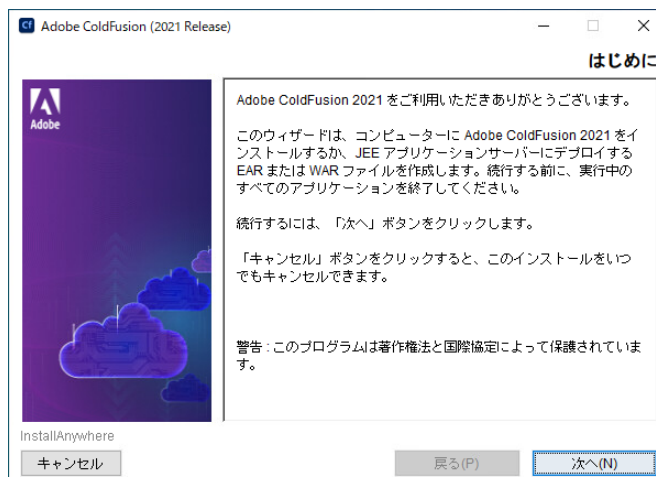 Cf Adobe ColdFusion (2021 Release)
はじめに
Adobe
Adobe ColdFusion 2021 をご利用いただきありがとうございます。
このウィザードは、コンピューターに Adobe ColdFusion 2021 をイ
ンストールするか、JEE アプリケーションサーバーにデプロイする
EAR または WAR ファイルを作成します。続行する前に、実行中の
すべてのアプリケーションを終了してください。
続行するには、「次へ」ボタンをクリックします。
「キャンセル」ボタンをクリックすると、このインストールをいつ
でもキャンセルできます。
警告 : このプログラムは著作権法と国際協定によって保護されていま
す。
InstallAnywhere
キャンセル
戻る(P)
次へ(N)